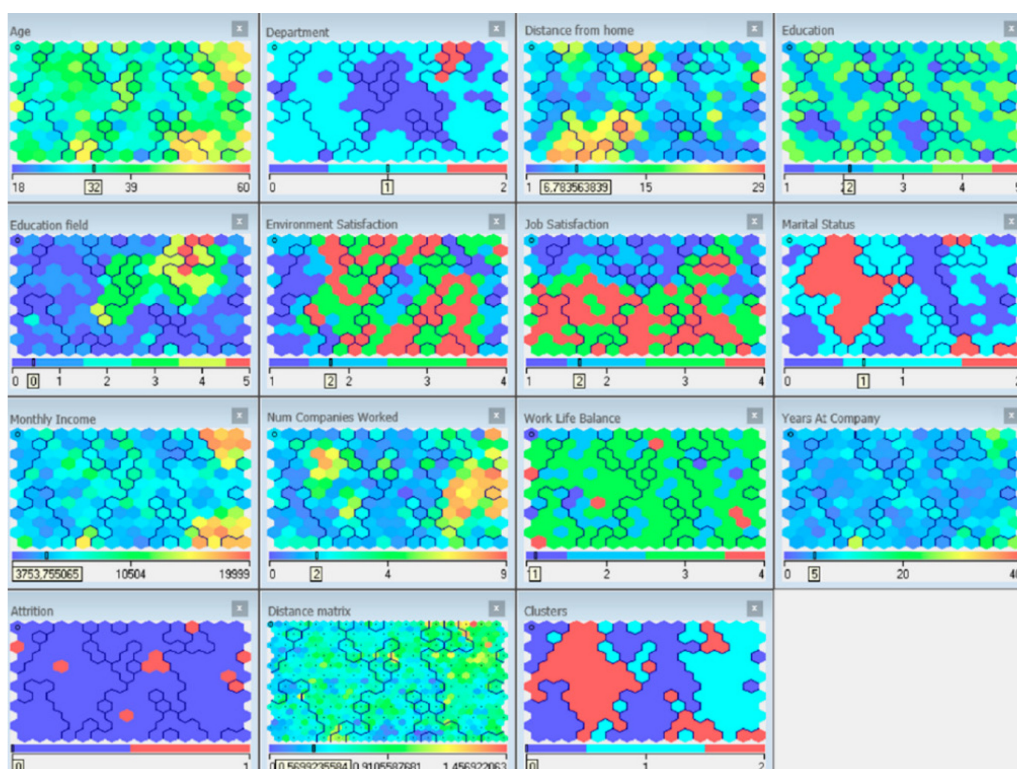 Age
Department
Distance from home
Education
18 32 39 60
0 1 2
1 6,783563839 15 29
1 2 3 4
Education field
Environment Satisfaction
Job Satisfaction
Marital Status
0 0 1 2 3 4 5
1 2 2 3 4
1 2 2 3 4
0 1 1
Monthly Income
Num Companies Worked
Work Life Balance
Years At Company
3753,755065 10504 19999
0 2 4 9
1 2 3 4
0 5 20 40
Attrition
Distance matrix
Clusters
0 1
0,5699235584 0,9105587681 1,456922063
0 1 2